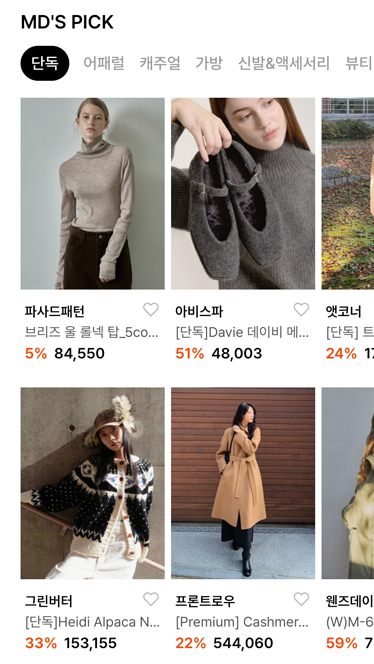 MD'S PICK
단독 어패럴 캐주얼 가방 신발&액세서리 뷰티
파사드패턴
브리즈 울 롤넥 탑_5co...
5% 84,550
아비스파
[단독]Davie 데이비 메...
51% 48,003
앳코너
[단독] 트
24% 17
그린버터
[단독]Heidi Alpaca N...
33% 153,155
프론트로우
[Premium] Cashmer...
22% 544,060
웬즈데이
(W)M-6
59% 7